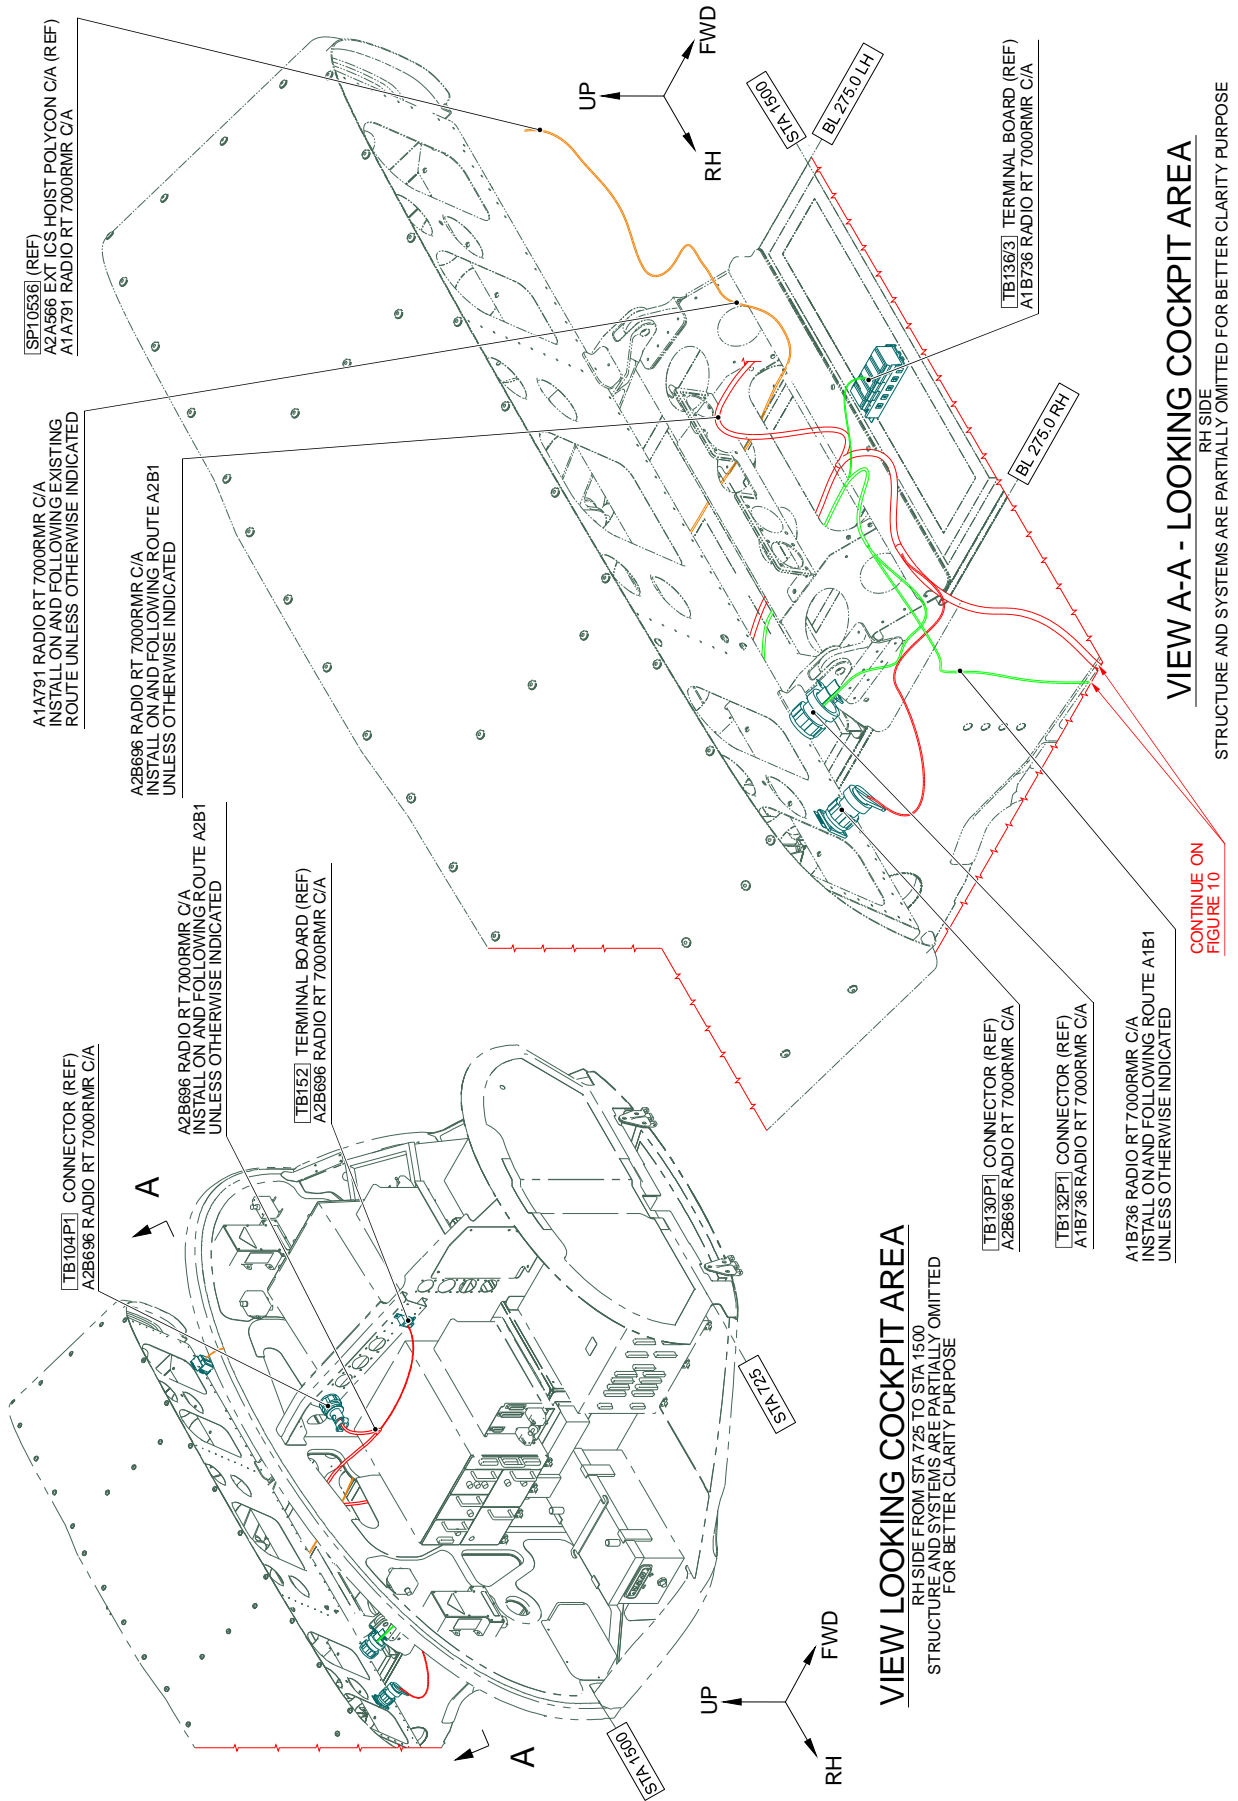 TB104P1 CONNECTOR (REF)
A2B696 RADIO RT 7000RMR C/A
A2B696 RADIO RT 7000RMR C/A
INSTALL ON AND FOLLOWING ROUTE A2B1
UNLESS OTHERWISE INDICATED
TB152 TERMINAL BOARD (REF)
A2B696 RADIO RT 7000RMR C/A
A
A
STA 725
STA 1500
UP
FWD
RH
VIEW LOOKING COCKPIT AREA
RH SIDE FROM STA 725 TO STA 1500
STRUCTURE AND SYSTEMS ARE PARTIALLY OMITTED
FOR BETTER CLARITY PURPOSE
SP10536 (REF)
A2A566 EXT ICS HOIST POLYCON C/A (REF)
A1A791 RADIO RT 7000RMR C/A
A1A791 RADIO RT 7000RMR C/A
INSTALL ON AND FOLLOWING EXISTING
ROUTE UNLESS OTHERWISE INDICATED
A2B696 RADIO RT 7000RMR C/A
INSTALL ON AND FOLLOWING ROUTE A2B1
UNLESS OTHERWISE INDICATED
UP
FWD
RH
STA 1500
BL 275.0 LH
TB136/3 TERMINAL BOARD (REF)
A1B736 RADIO RT 7000RMR C/A
BL 275.0 RH
TB130P1 CONNECTOR (REF)
A2B696 RADIO RT 7000RMR C/A
TB132P1 CONNECTOR (REF)
A1B736 RADIO RT 7000RMR C/A
A1B736 RADIO RT 7000RMR C/A
INSTALL ON AND FOLLOWING ROUTE A1B1
UNLESS OTHERWISE INDICATED
CONTINUE ON
FIGURE 10
VIEW A-A - LOOKING COCKPIT AREA
RH SIDE
STRUCTURE AND SYSTEMS ARE PARTIALLY OMITTED FOR BETTER CLARITY PURPOSE